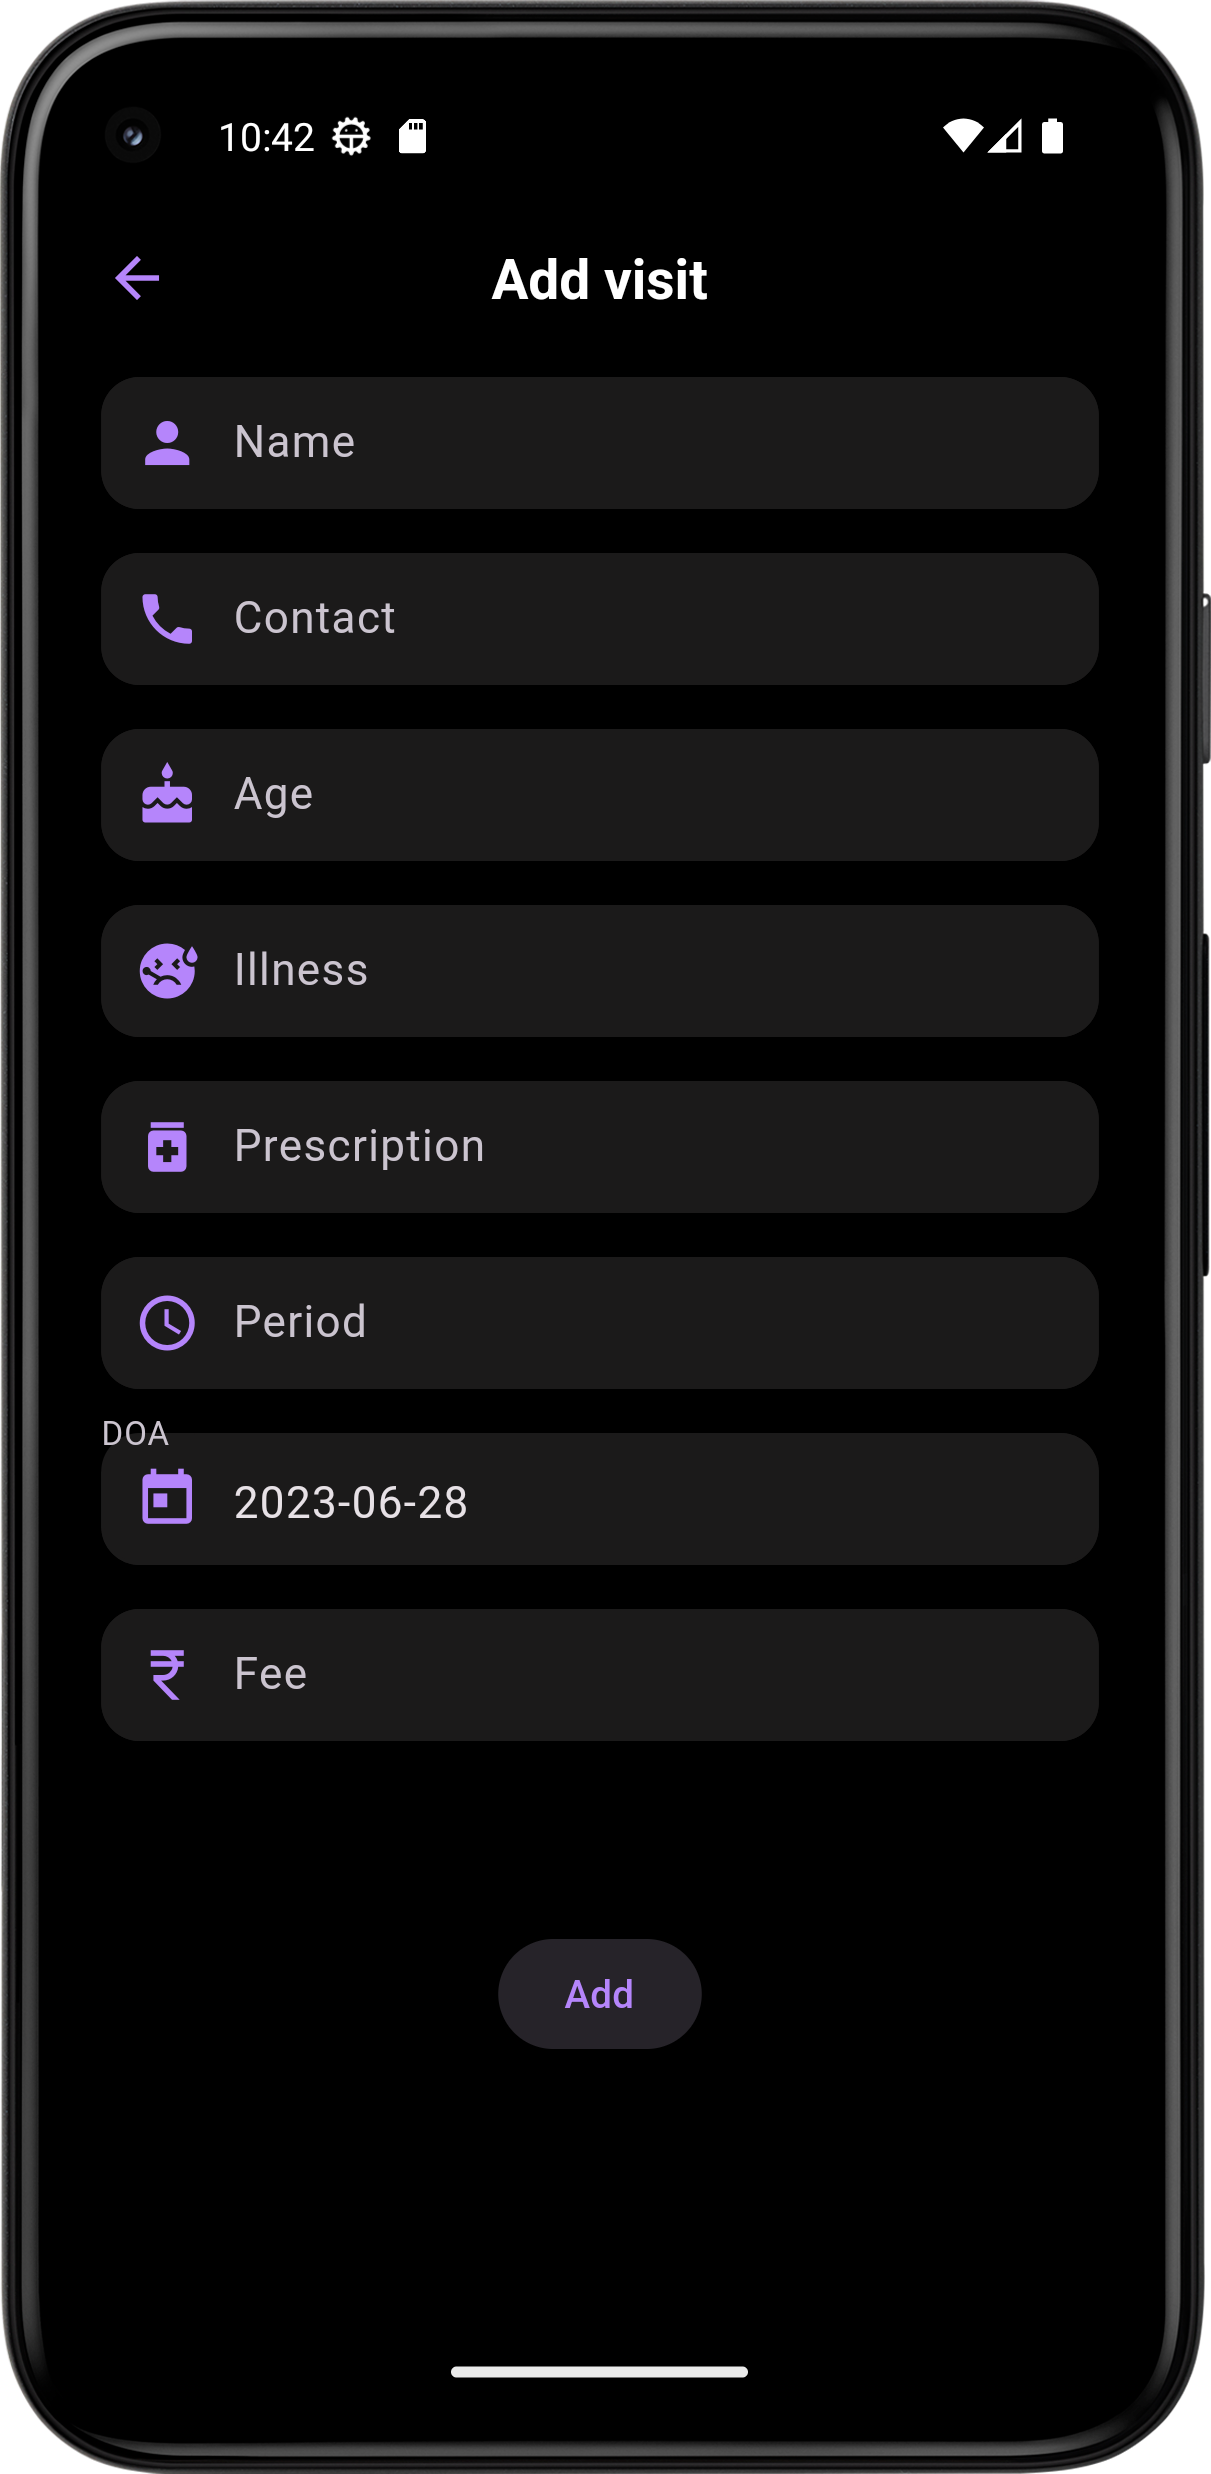 10:42
Add visit
Name
Contact
Age
Illness
Prescription
Period
DOA
2023-06-28
Fee
Add